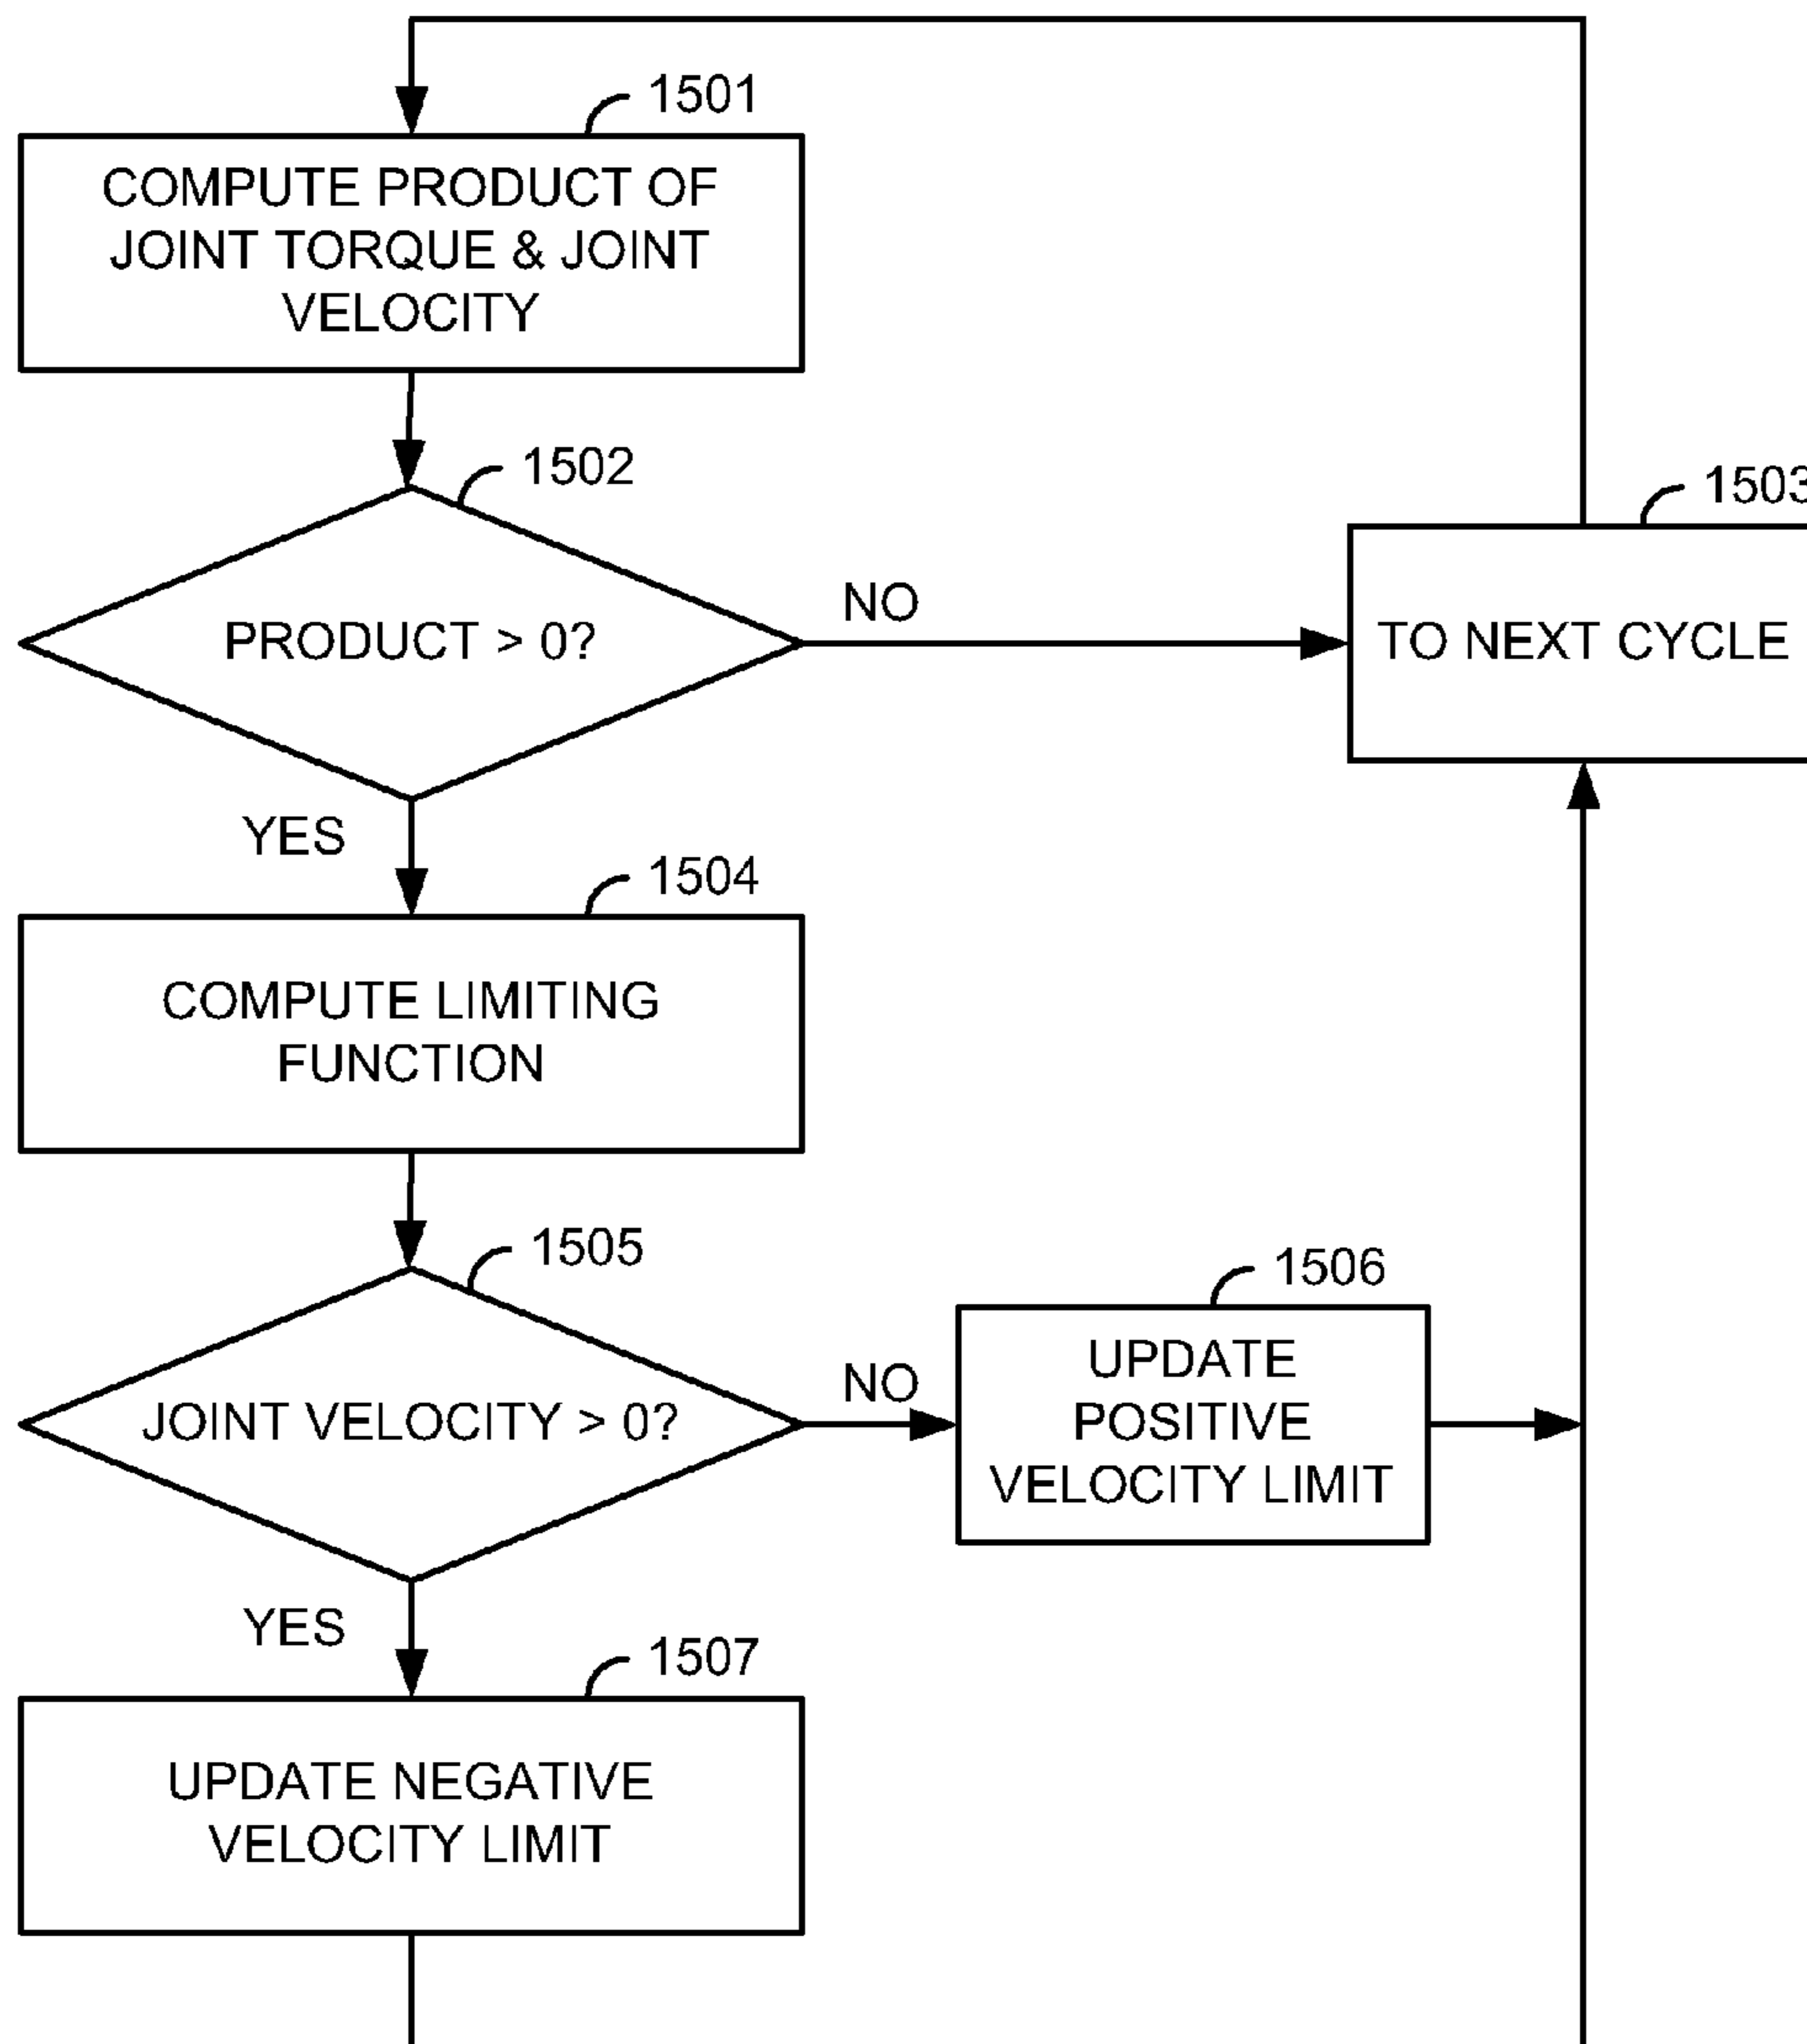 1501
COMPUTE PRODUCT OF
JOINT TORQUE & JOINT
VELOCITY
1502
1503
PRODUCT > 0?
NO
TO NEXT CYCLE
YES
1504
COMPUTE LIMITING
FUNCTION
1505
JOINT VELOCITY > 0?
NO
1506
UPDATE
POSITIVE
VELOCITY LIMIT
YES
1507
UPDATE NEGATIVE
VELOCITY LIMIT